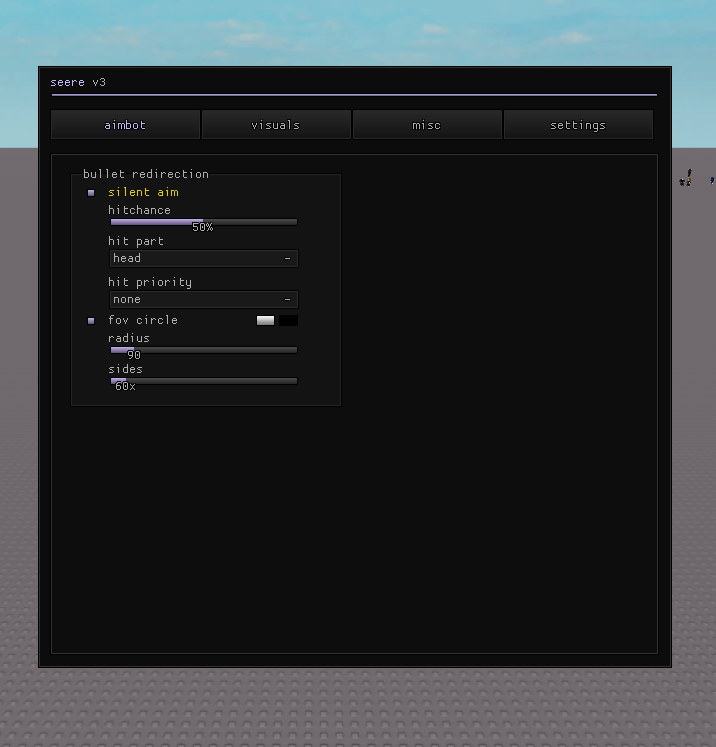 seere v3
aimbot visuals misc settings
bullet redirection
silent aim
hitchance
50%
hit part
head -
hit priority
none -
fov circle
radius
90
sides
60x